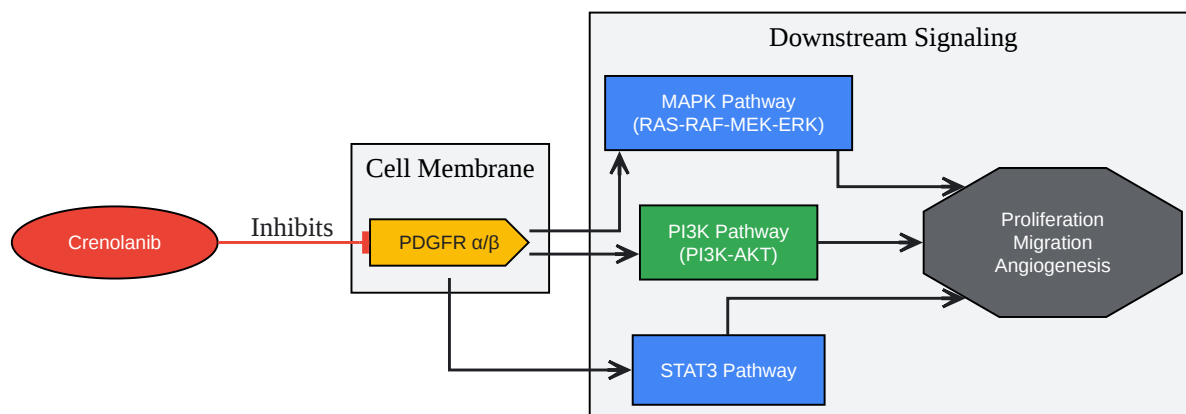 Downstream Signaling
MAPK Pathway
(RAS-RAF-MEK-ERK)
Cell Membrane
Crenolanib
Inhibits
PDGFR α/β
PI3K Pathway
(PI3K-AKT)
Proliferation
Migration
Angiogenesis
STAT3 Pathway